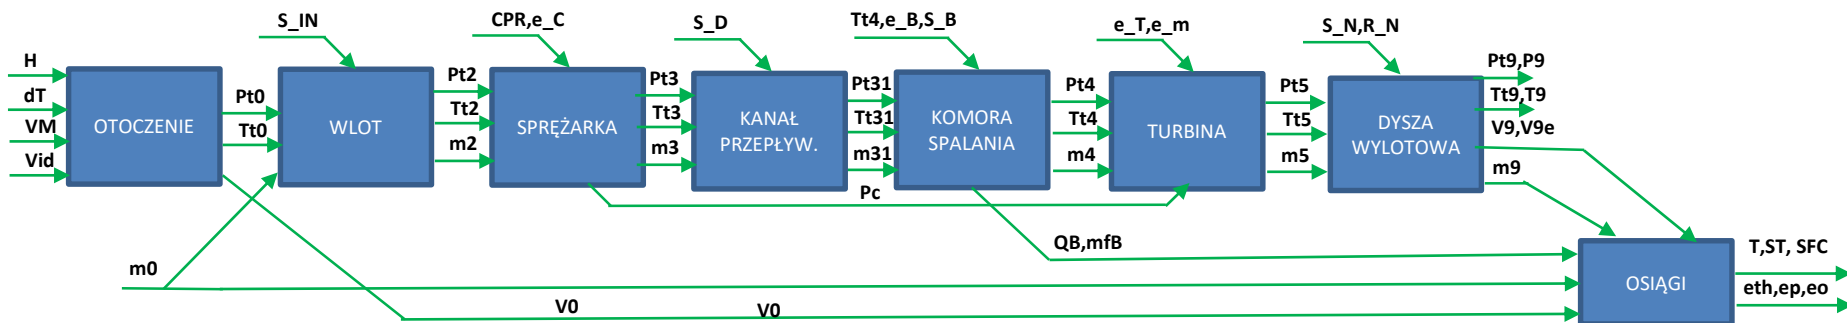 S_IN
CPR,e_C
S_D
Tt4,e_B,S_B
e_T,e_m
S_N,R_N
H
dT
VM
Vid
OTOCZENIE
Pt0
Tt0
WLOT
Pt2
Tt2
m2
SPRĘŻARKA
Pt3
Tt3
m3
KANAŁ
PRZEPŁYW.
Pt31
Tt31
m31
KOMORA
SPALANIA
Pt4
Tt4
m4
TURBINA
Pt5
Tt5
m5
DYSZA
WYLOTOWA
Pt9,P9
Tt9,T9
V9,V9e
m9
Pc
QB,mfB
m0
V0
V0
OSIĄGI
T,ST, SFC
eth,ep,eo